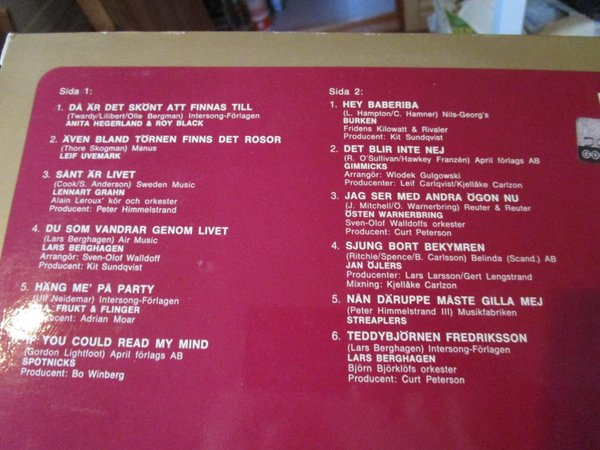 Sida 1:
1. DÅ ÄR DET SKÖNT ATT FINNAS TILL
(Twardy/Lilibert/Olle Bergman) Intersong-Förlagen
ANITA HEGERLAND & ROY BLACK
2. ÄVEN BLAND TÖRNEN FINNS DET ROSOR
(Thore Skogman) Manus
LEIF UVEMARK
3. SÅNT ÄR LIVET
(Cook/S. Anderson) Sweden Music
LENNART GRAHN
Alain Leroux' kör och orkester
Producent: Peter Himmelstrand
4. DU SOM VANDRAR GENOM LIVET
(Lars Berghagen) Air Music
LARS BERGHAGEN
Arrangör: Sven-Olof Walldoff
Producent: Kit Sundqvist
5. HÄNG ME' PÅ PARTY
(Ulf Neidemar) Intersong-Förlagen
FRUKT & FLINGER
Producent: Adrian Moar
YOU COULD READ MY MIND
(Gordon Lightfoot) April förlags AB
SPOTNICKS
Producent: Bo Winberg
Sida 2:
1. HEY BABERIBA
(L. Hampton/C. Hamner) Nils-Georg's
BURKEN
Fridens Kilowatt & Rivaler
Producent: Kit Sundqvist
2. DET BLIR INTE NEJ
(R. O'Sullivan/Hawkey Franzén) April förlags AB
GIMMICKS
Arrangör: Wlodek Gulgowski
Producenter: Leif Carlqvist/Kjellåke Carlzon
3. JAG SER MED ANDRA ÖGON NU
(J. Mitchell/Ö. Warnerbring) Reuter & Reuter
ÖSTEN WARNERBRING
Sven-Olof Walldoffs orkester
Producent: Curt Peterson
4. SJUNG BORT BEKYMREN
(Ritchie/Spence/B. Carlsson) Belinda (Scand.) AB
JAN ÖJLERS
Producenter: Lars Larsson/Gert Lengstrand
Mixning: Kjellåke Carlzon
5. NÅN DÄRUPPE MÅSTE GILLA MEJ
(Peter Himmelstrand III) Musikfabriken
STREAPLERS
6. TEDDYBJÖRNEN FREDRIKSSON
(Lars Berghagen) Intersong-Förlagen
LARS BERGHAGEN
Björn Björklöfs orkester
Producent: Curt Peterson